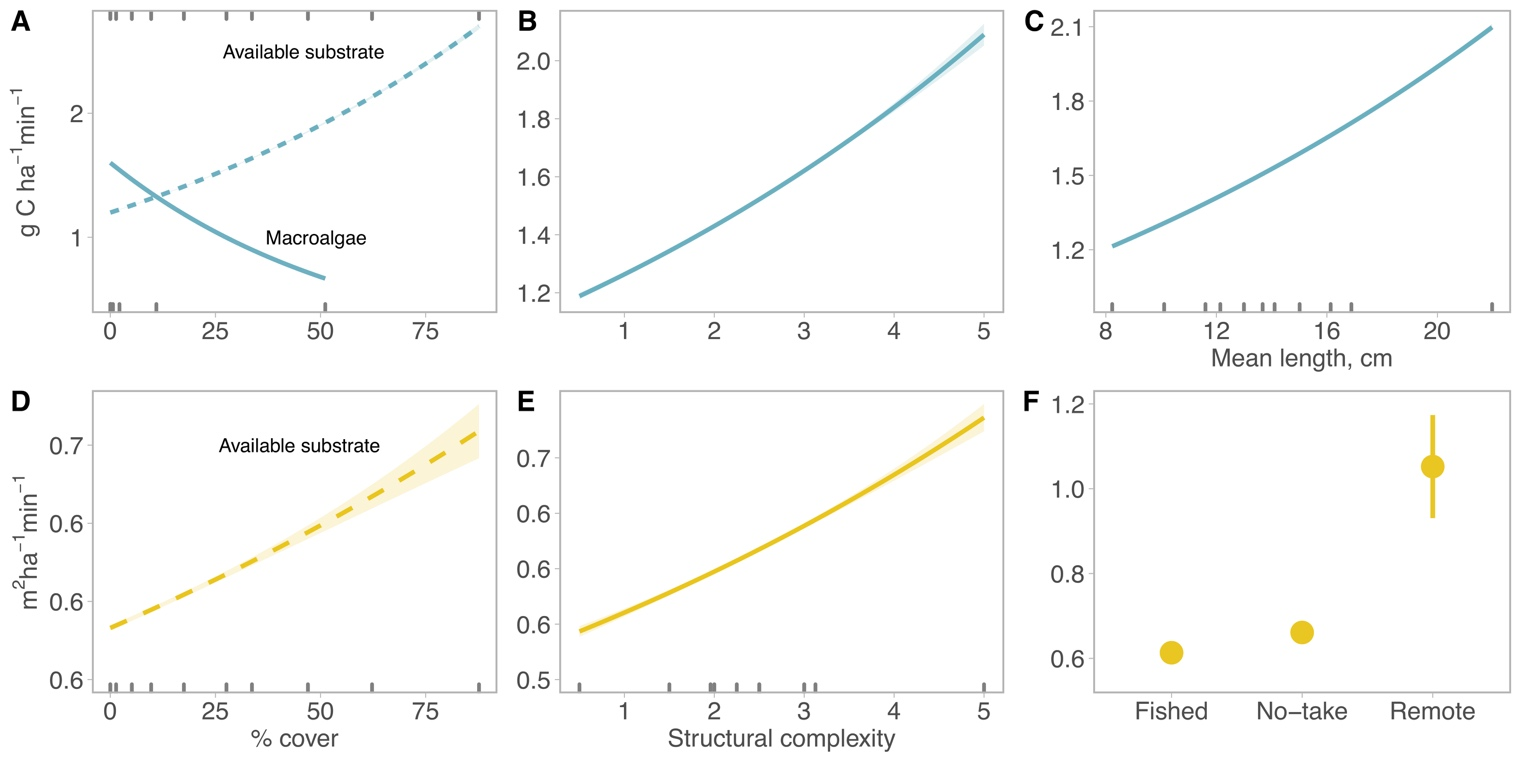 A
B
C
Available substrate
Macroalgae
g C ha−1min−1
2
1
0 25 50 75
2.0
1.8
1.6
1.4
1.2
1 2 3 4 5
2.1
1.8
1.5
1.2
8 12 16 20
Mean length, cm
D
E
F
Available substrate
m2ha−1min−1
0.7
0.6
0.6
0.6
0 25 50 75
% cover
0.7
0.6
0.6
0.6
0.5
1 2 3 4 5
Structural complexity
1.2
1.0
0.8
0.6
Fished No−take Remote